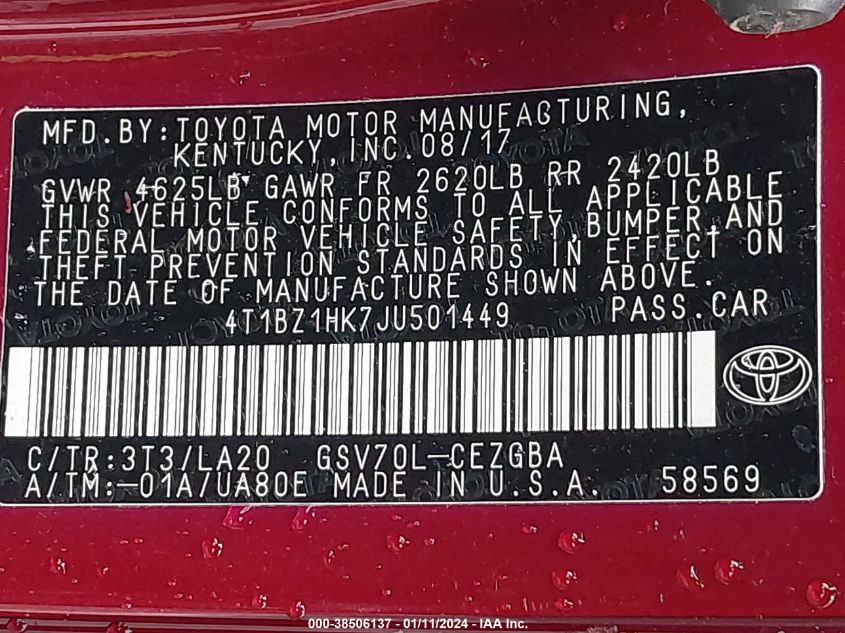 MFD.BY:TOYOTA MOTOR MANUFACTURING,
KENTUCKY,INC.08/17
GVWR 4625LB GAWR FR 2620LB RR 2420LB
THIS VEHICLE CONFORMS TO ALL APPLICABLE
FEDERAL MOTOR VEHICLE SAFETY,BUMPER,AND
THEFT PREVENTION STANDARDS IN EFFECT ON
THE DATE OF MANUFACTURE SHOWN ABOVE.
4T1BZ1HK7JU501449 PASS.CAR
C/TR:3T3/LA20 GSV70L-CEZGBA
A/TM:-01A/UA80E MADE IN U.S.A. 58569
000-38506137 - 01/11/2024 - IAA Inc.